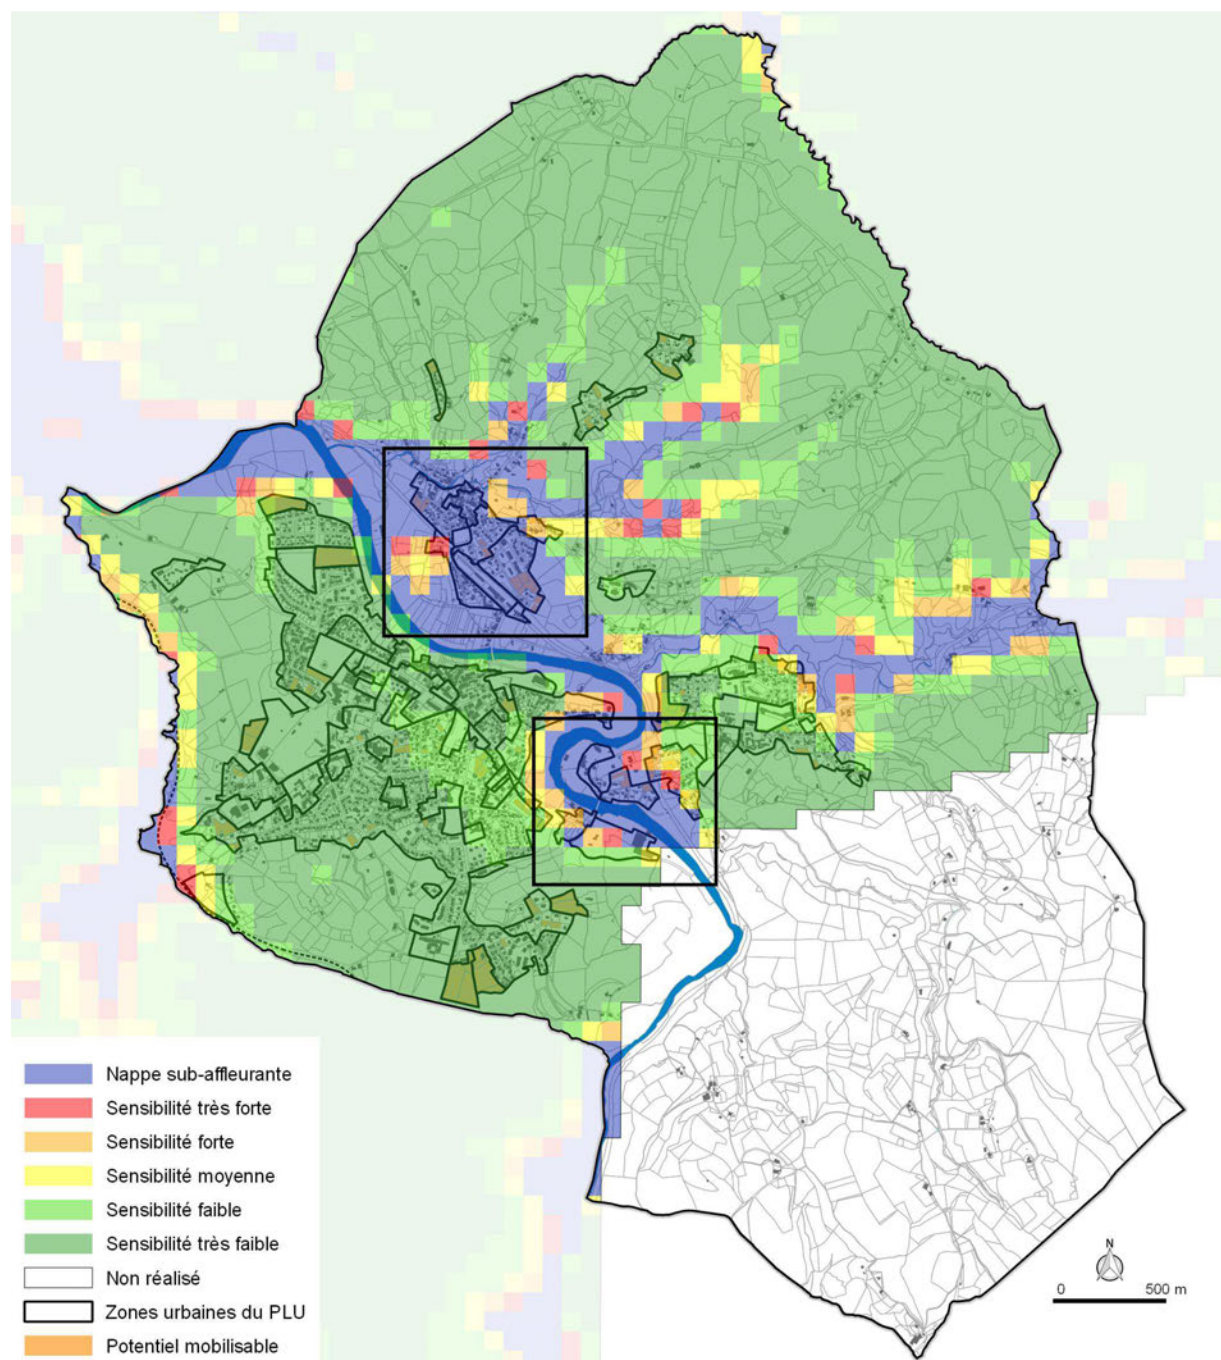 Nappe sub-affleurante
Sensibilité très forte
Sensibilité forte
Sensibilité moyenne
Sensibilité faible
Sensibilité très faible
Non réalisé
Zones urbaines du PLU
Potentiel mobilisable
N
0 500 m